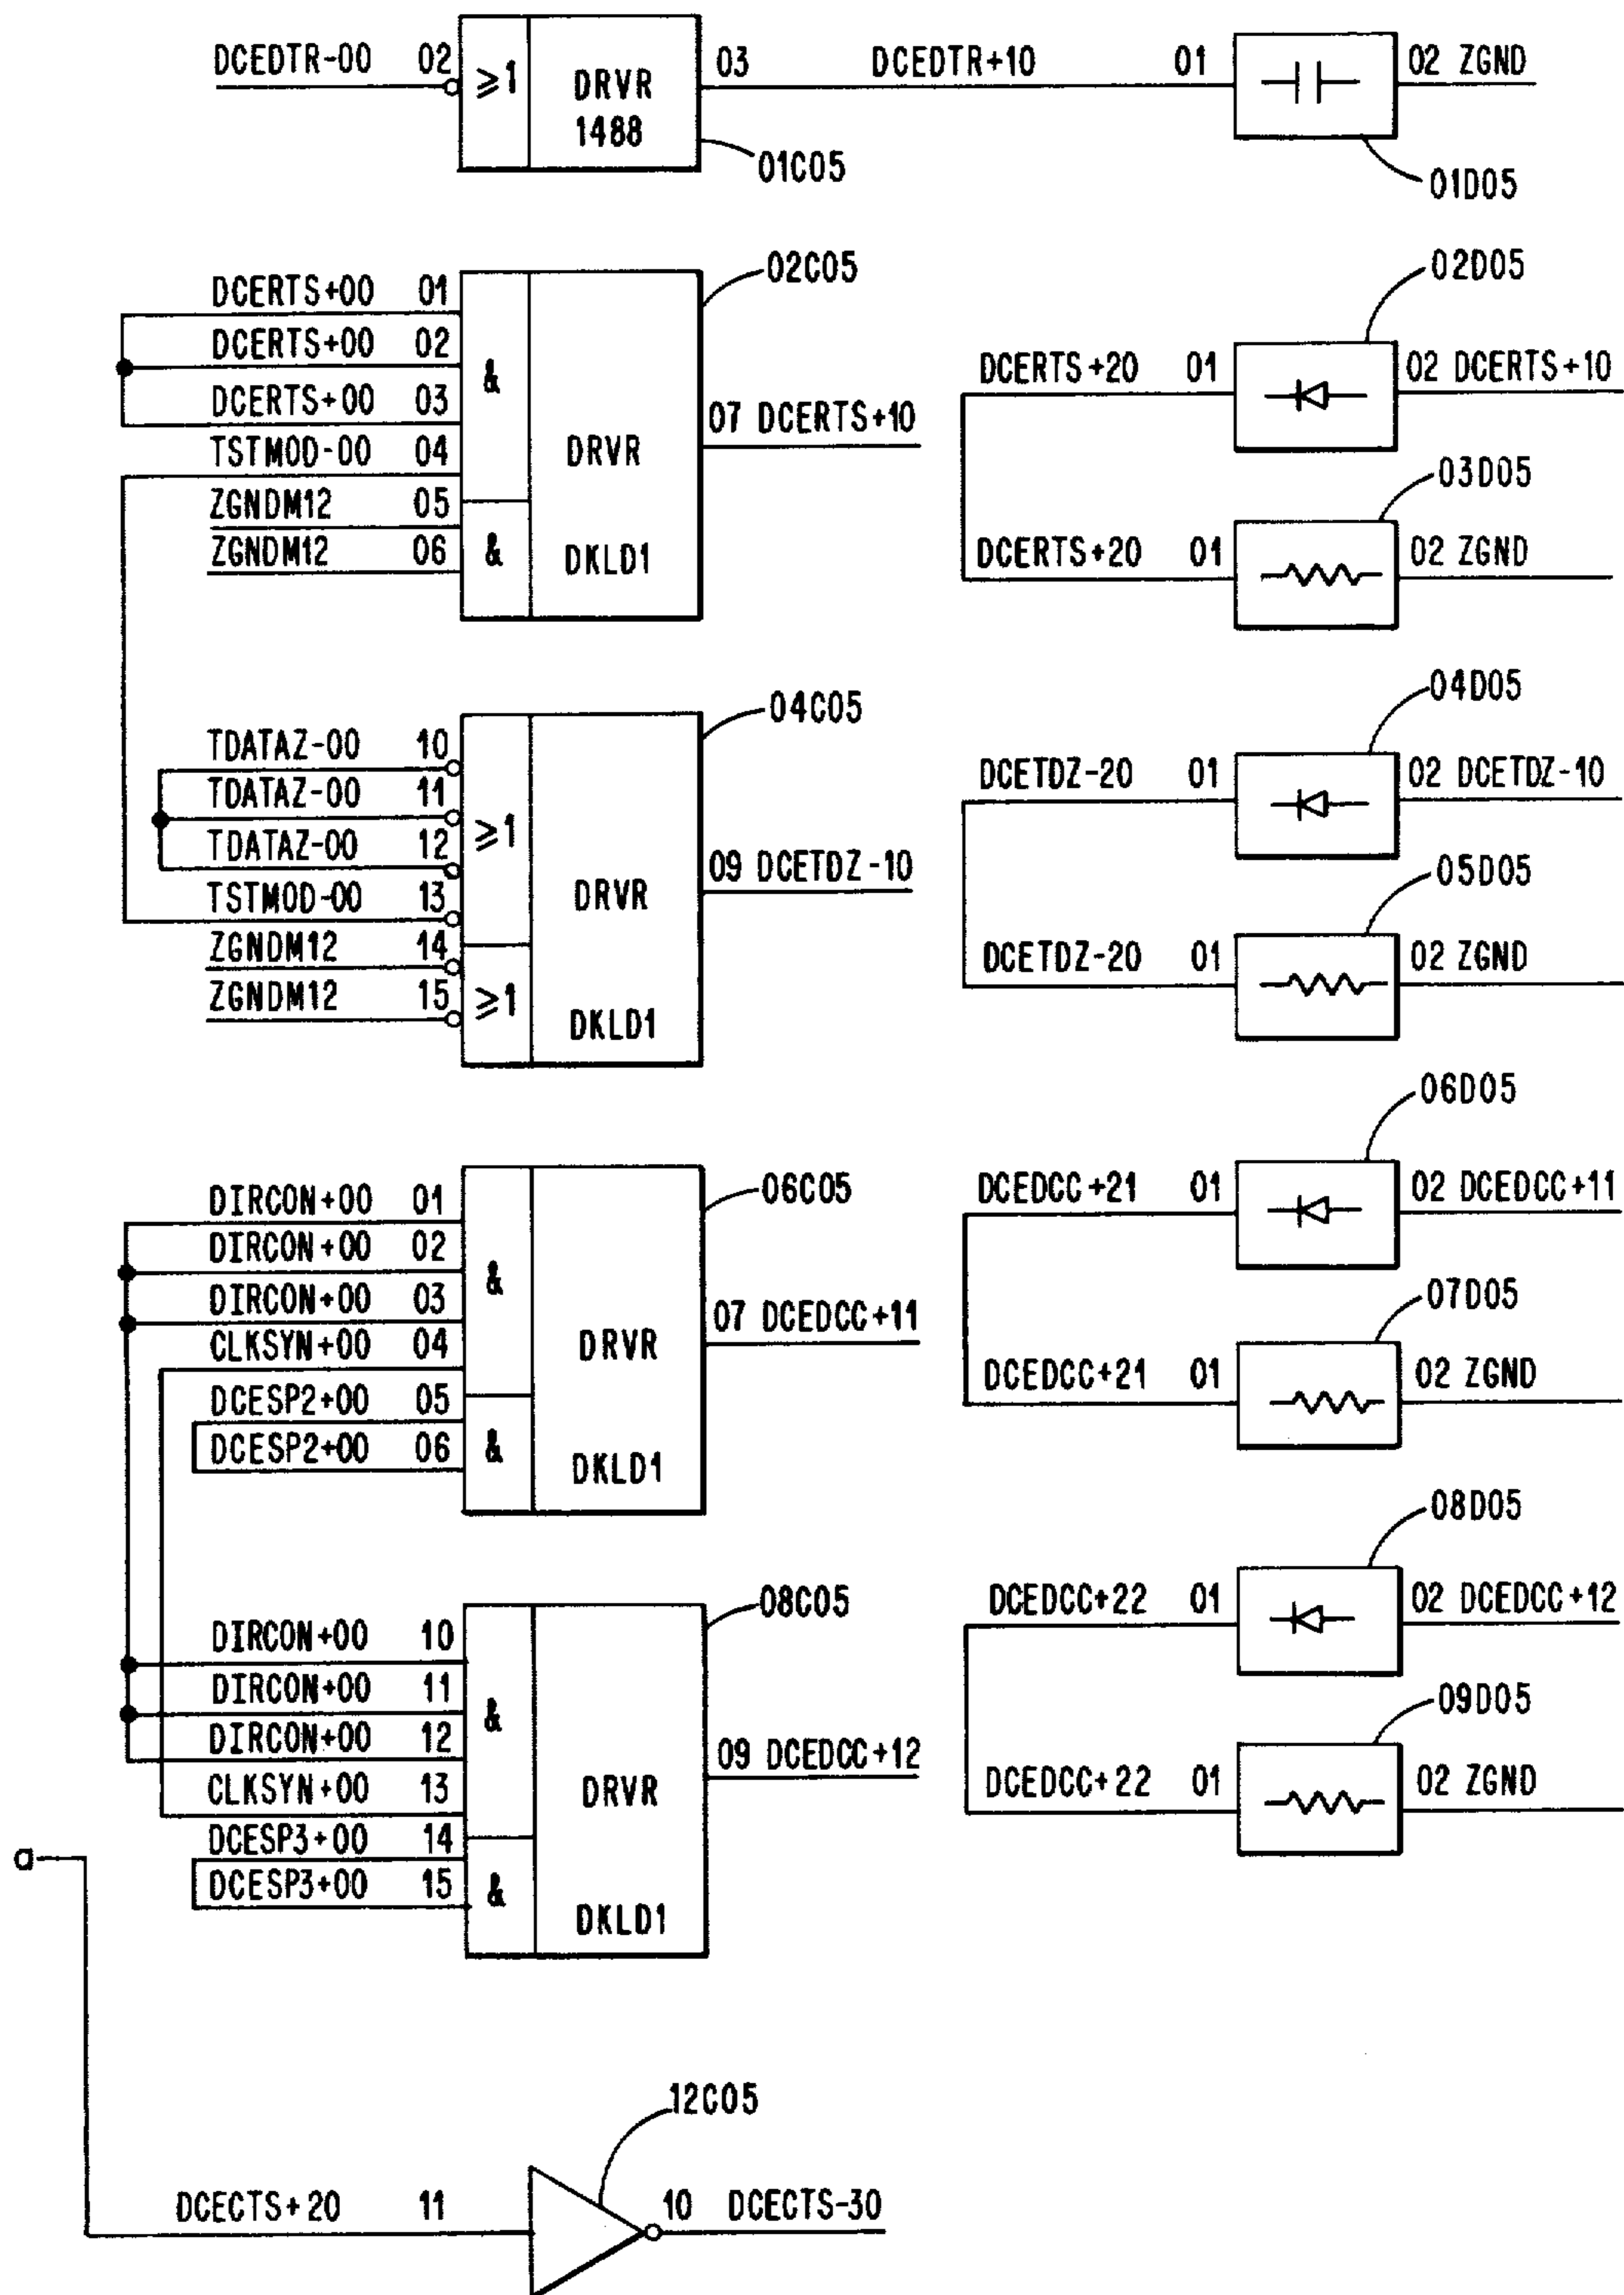 DCEDTR-00 02 ≥1 DRVR 1488 03 DCEDTR+10 01 02 ZGND
01C05
01D05
02C05
02D05
DCERTS+00 01
DCERTS+00 02
DCERTS+00 03
TSTMOD-00 04
ZGNDM12 05
ZGNDM12 06
&
&
DRVR
DKLD1
07 DCERTS+10
DCERTS+20 01 02 DCERTS+10
03D05
DCERTS+20 01 02 ZGND
04C05
04D05
TDATAZ-00 10
TDATAZ-00 11
TDATAZ-00 12
TSTMOD-00 13
ZGNDM12 14
ZGNDM12 15
≥1
≥1
DRVR
DKLD1
09 DCETDZ-10
DCETDZ-20 01 02 DCETDZ-10
05D05
DCETDZ-20 01 02 ZGND
06C05
06D05
DIRCON+00 01
DIRCON+00 02
DIRCON+00 03
CLKSYN+00 04
DCESP2+00 05
DCESP2+00 06
&
&
DRVR
DKLD1
07 DCEDCC+11
DCEDCC+21 01 02 DCEDCC+11
07D05
DCEDCC+21 01 02 ZGND
08C05
08D05
DIRCON+00 10
DIRCON+00 11
DIRCON+00 12
CLKSYN+00 13
DCESP3+00 14
DCESP3+00 15
&
&
DRVR
DKLD1
09 DCEDCC+12
DCEDCC+22 01 02 DCEDCC+12
09D05
DCEDCC+22 01 02 ZGND
a
12C05
DCECTS+20 11 10 DCECTS-30